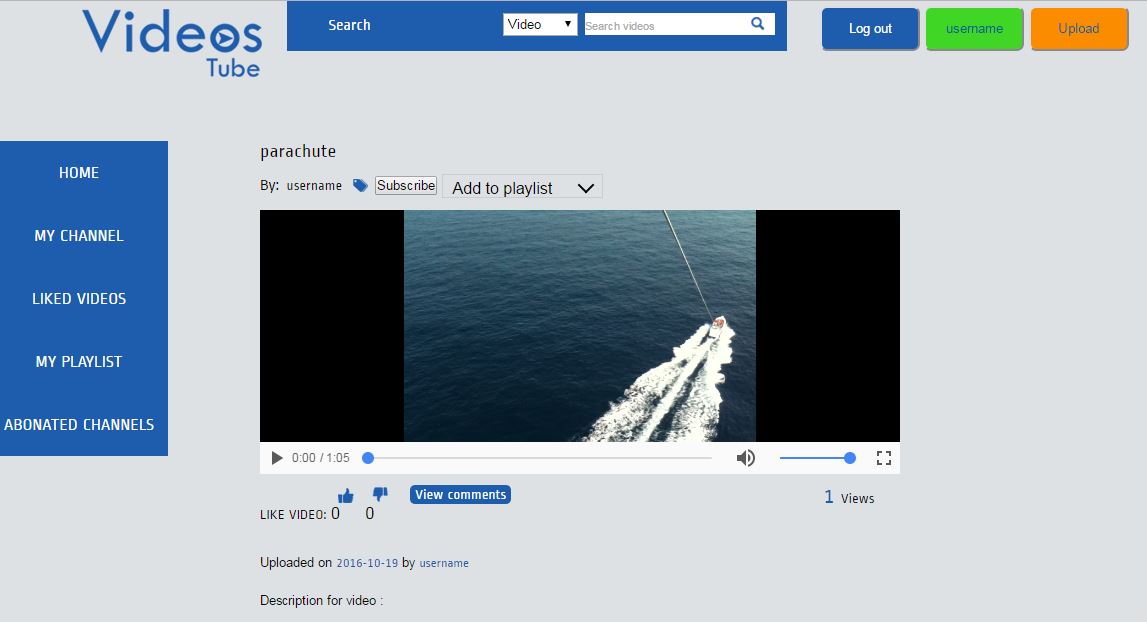 Videos
Tube
Search Video Search videos
Log out username Upload
HOME
MY CHANNEL
LIKED VIDEOS
MY PLAYLIST
ABONATED CHANNELS
parachute
By: username Subscribe Add to playlist
0:00 / 1:05
View comments
LIKE VIDEO: 0 0
1 Views
Uploaded on 2016-10-19 by username
Description for video :